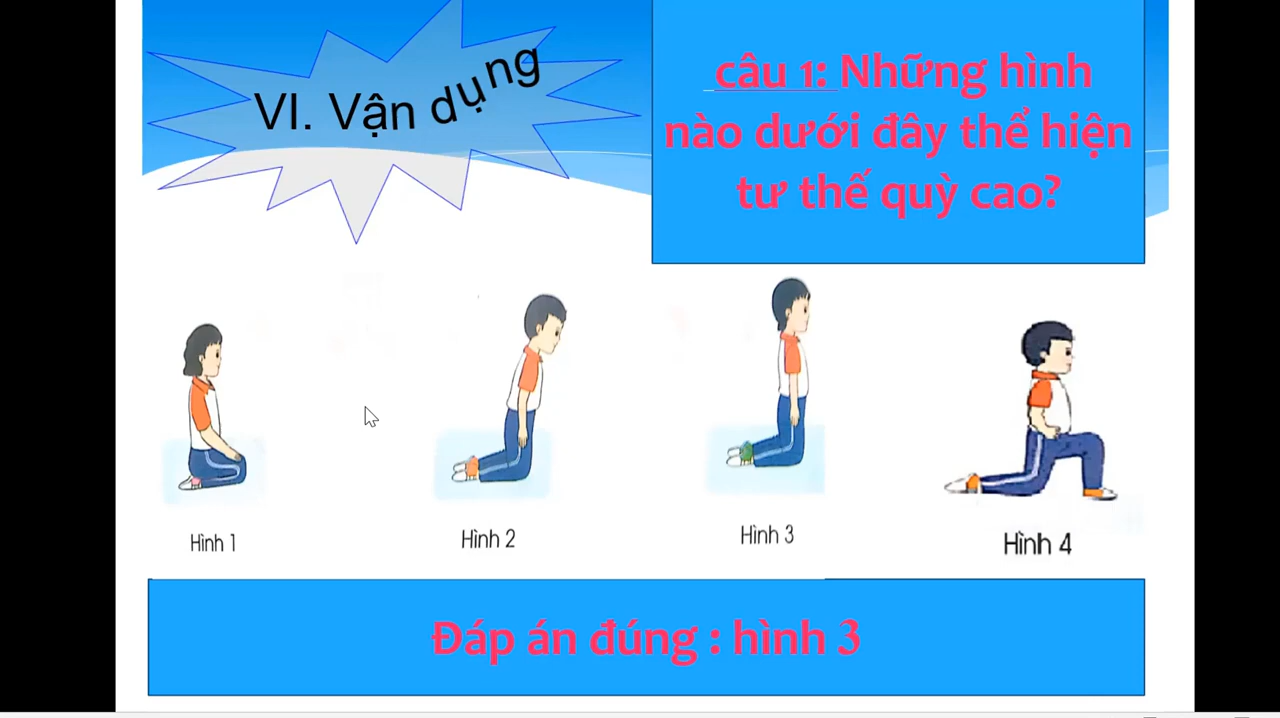 VI. Vận dụng
câu 1: Những hình
nào dưới đây thể hiện
tư thế quỳ cao?
Hình 1
Hình 2
Hình 3
Hình 4
Đáp án đúng : hình 3